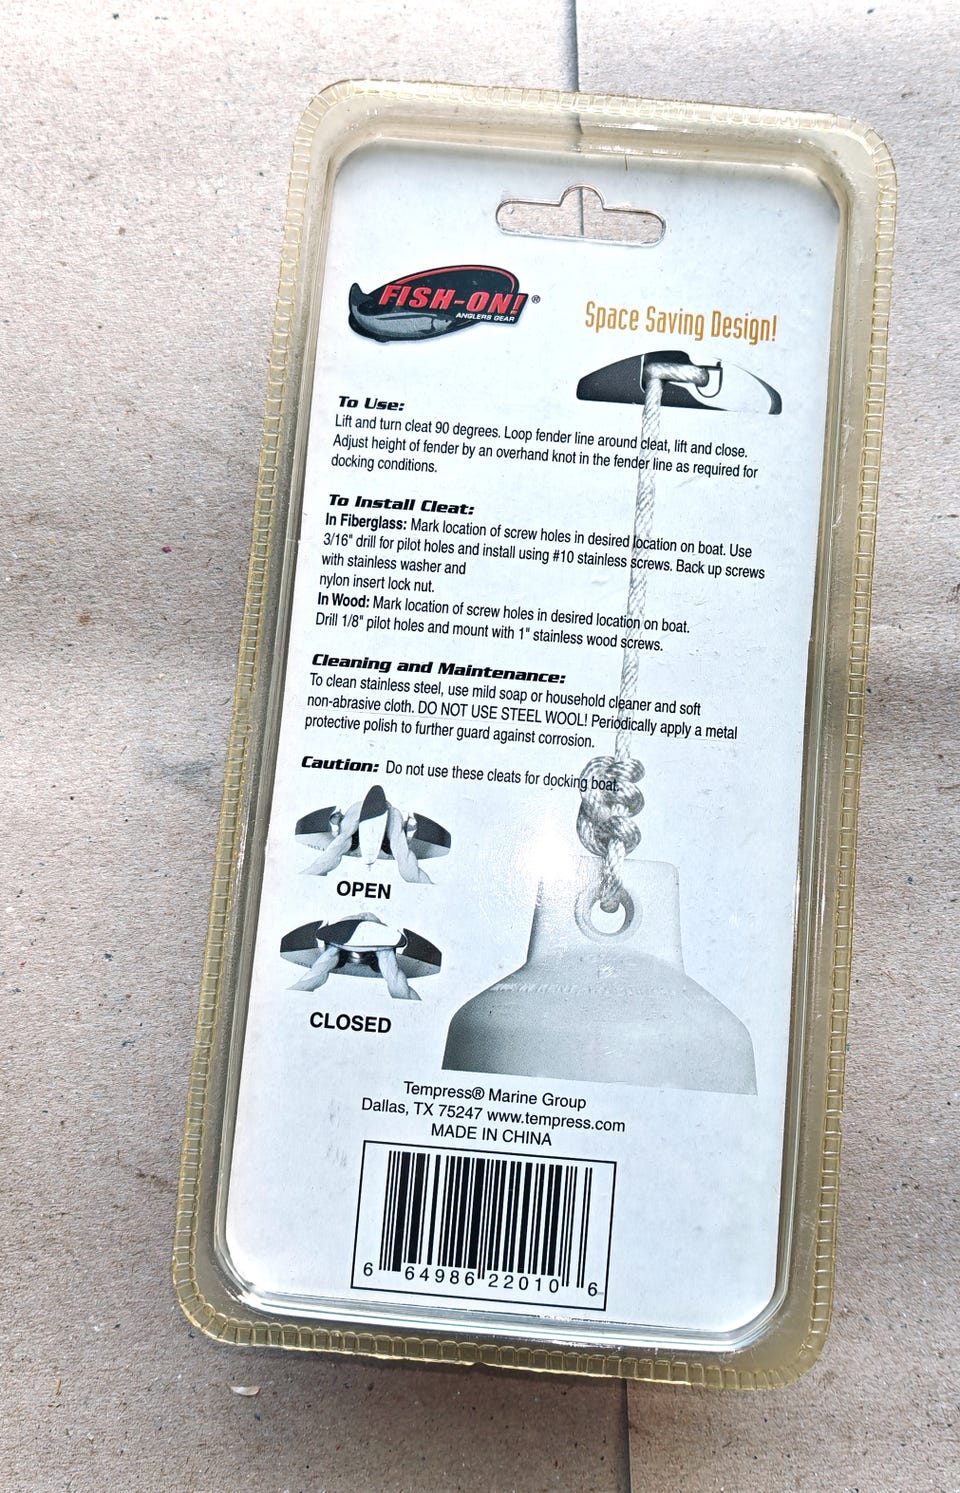 FISH-ON!®
ANGLERS GEAR
Space Saving Design!
To Use:
Lift and turn cleat 90 degrees. Loop fender line around cleat, lift and close.
Adjust height of fender by an overhand knot in the fender line as required for
docking conditions.
To Install Cleat:
In Fiberglass: Mark location of screw holes in desired location on boat. Use
3/16" drill for pilot holes and install using #10 stainless screws. Back up screws
with stainless washer and
nylon insert lock nut.
In Wood: Mark location of screw holes in desired location on boat.
Drill 1/8" pilot holes and mount with 1" stainless wood screws.
Cleaning and Maintenance:
To clean stainless steel, use mild soap or household cleaner and soft
non-abrasive cloth. DO NOT USE STEEL WOOL! Periodically apply a metal
protective polish to further guard against corrosion.
Caution: Do not use these cleats for docking boat.
OPEN
CLOSED
Tempress® Marine Group
Dallas, TX 75247 www.tempress.com
MADE IN CHINA
6 64986 22010 6